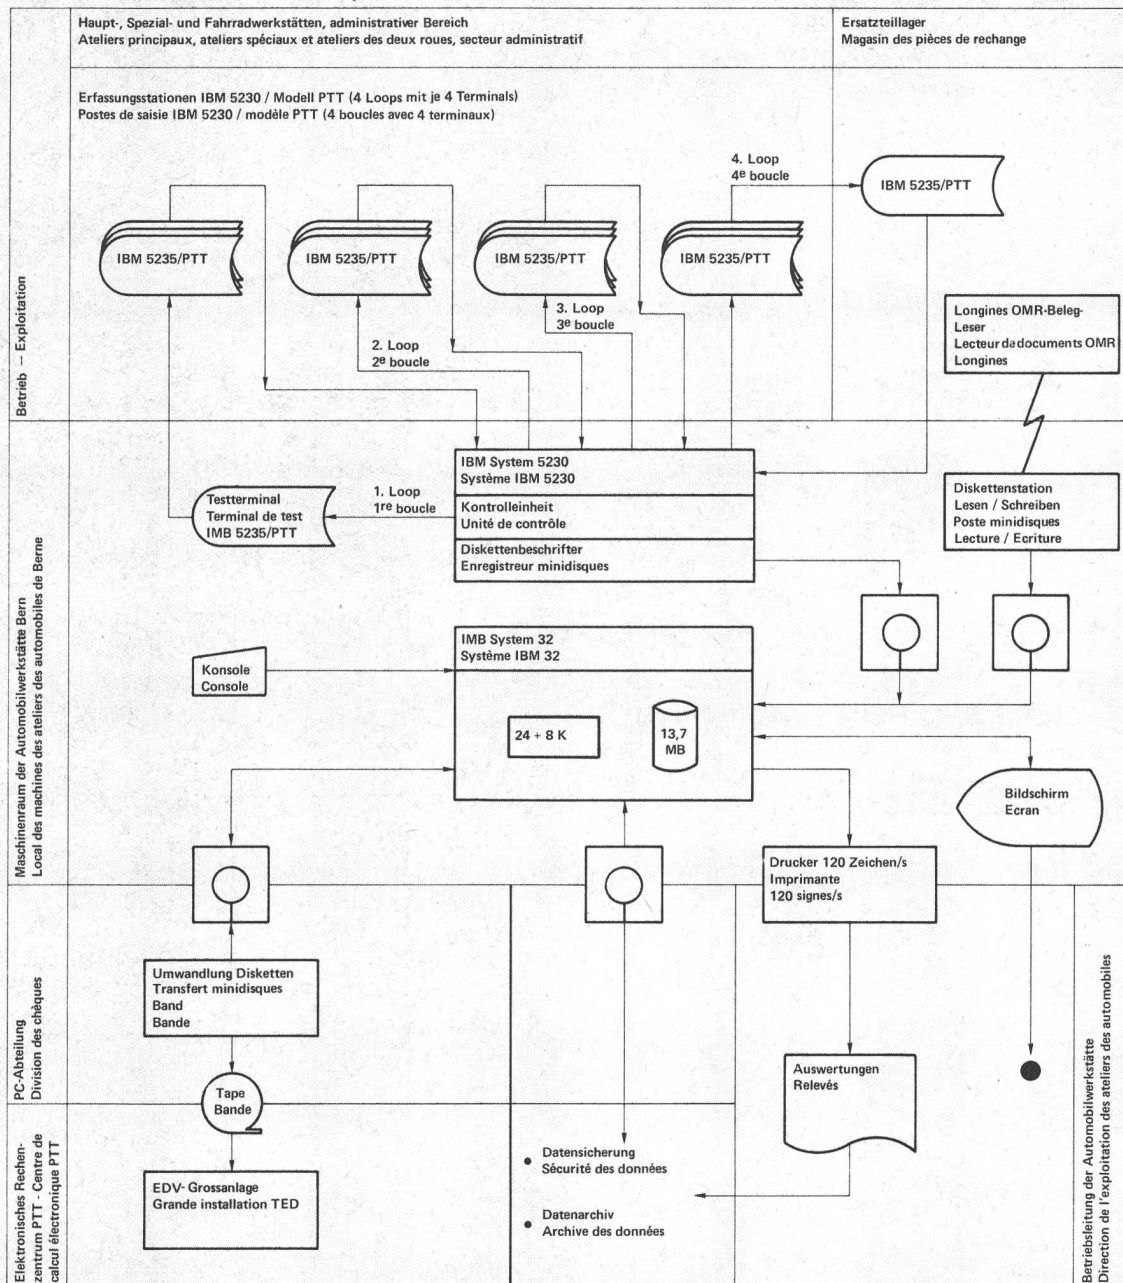 Haupt-, Spezial- und Fahrradwerkstätten, administrativer Bereich
Ateliers principaux, ateliers spéciaux et ateliers des deux roues, secteur administratif
Ersatzteillager
Magasin des pièces de rechange
Betrieb – Exploitation
Erfassungsstationen IBM 5230 / Modell PTT (4 Loops mit je 4 Terminals)
Postes de saisie IBM 5230 / modèle PTT (4 boucles avec 4 terminaux)
4. Loop
4e boucle
IBM 5235/PTT
IBM 5235/PTT
IBM 5235/PTT
IBM 5235/PTT
IBM 5235/PTT
3. Loop
3e boucle
2. Loop
2e boucle
Longines OMR-Beleg-
Leser
Lecteur de documents OMR
Longines
Maschinenraum der Automobilwerkstätte Bern
Local des machines des ateliers des automobiles de Berne
Testterminal
Terminal de test
IMB 5235/PTT
1. Loop
1re boucle
IBM System 5230
Système IBM 5230
Kontrolleinheit
Unité de contrôle
Diskettenbeschrifter
Enregistreur minidisques
Diskettenstation
Lesen / Schreiben
Poste minidisques
Lecture / Ecriture
Konsole
Console
IMB System 32
Système IBM 32
24 + 8 K
13,7
MB
Bildschirm
Ecran
Drucker 120 Zeichen/s
Imprimante
120 signes/s
PC-Abteilung
Division des chèques
Umwandlung Disketten
Transfert minidisques
Band
Bande
Tape
Bande
Auswertungen
Relevés
Elektronisches Rechen-
zentrum PTT - Centre de
calcul électronique PTT
EDV- Grossanlage
Grande installation TED
● Datensicherung
Sécurité des données
● Datenarchiv
Archive des données
Betriebsleitung der Automobilwerkstätte
Direction de l'exploitation des ateliers des automobiles